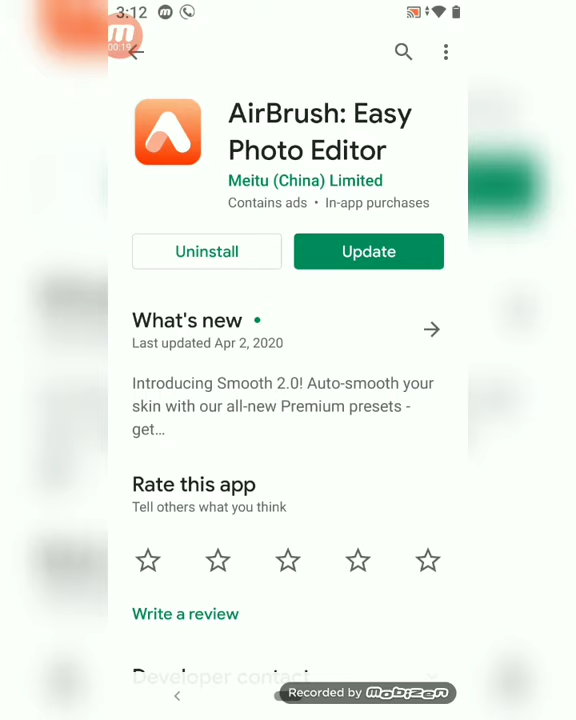 3:12
00:19
AirBrush: Easy
Photo Editor
Meitu (China) Limited
Contains ads • In-app purchases
Uninstall
Update
What's new •
Last updated Apr 2, 2020
Introducing Smooth 2.0! Auto-smooth your
skin with our all-new Premium presets -
get...
Rate this app
Tell others what you think
Write a review
Developer contact
Recorded by mobizen